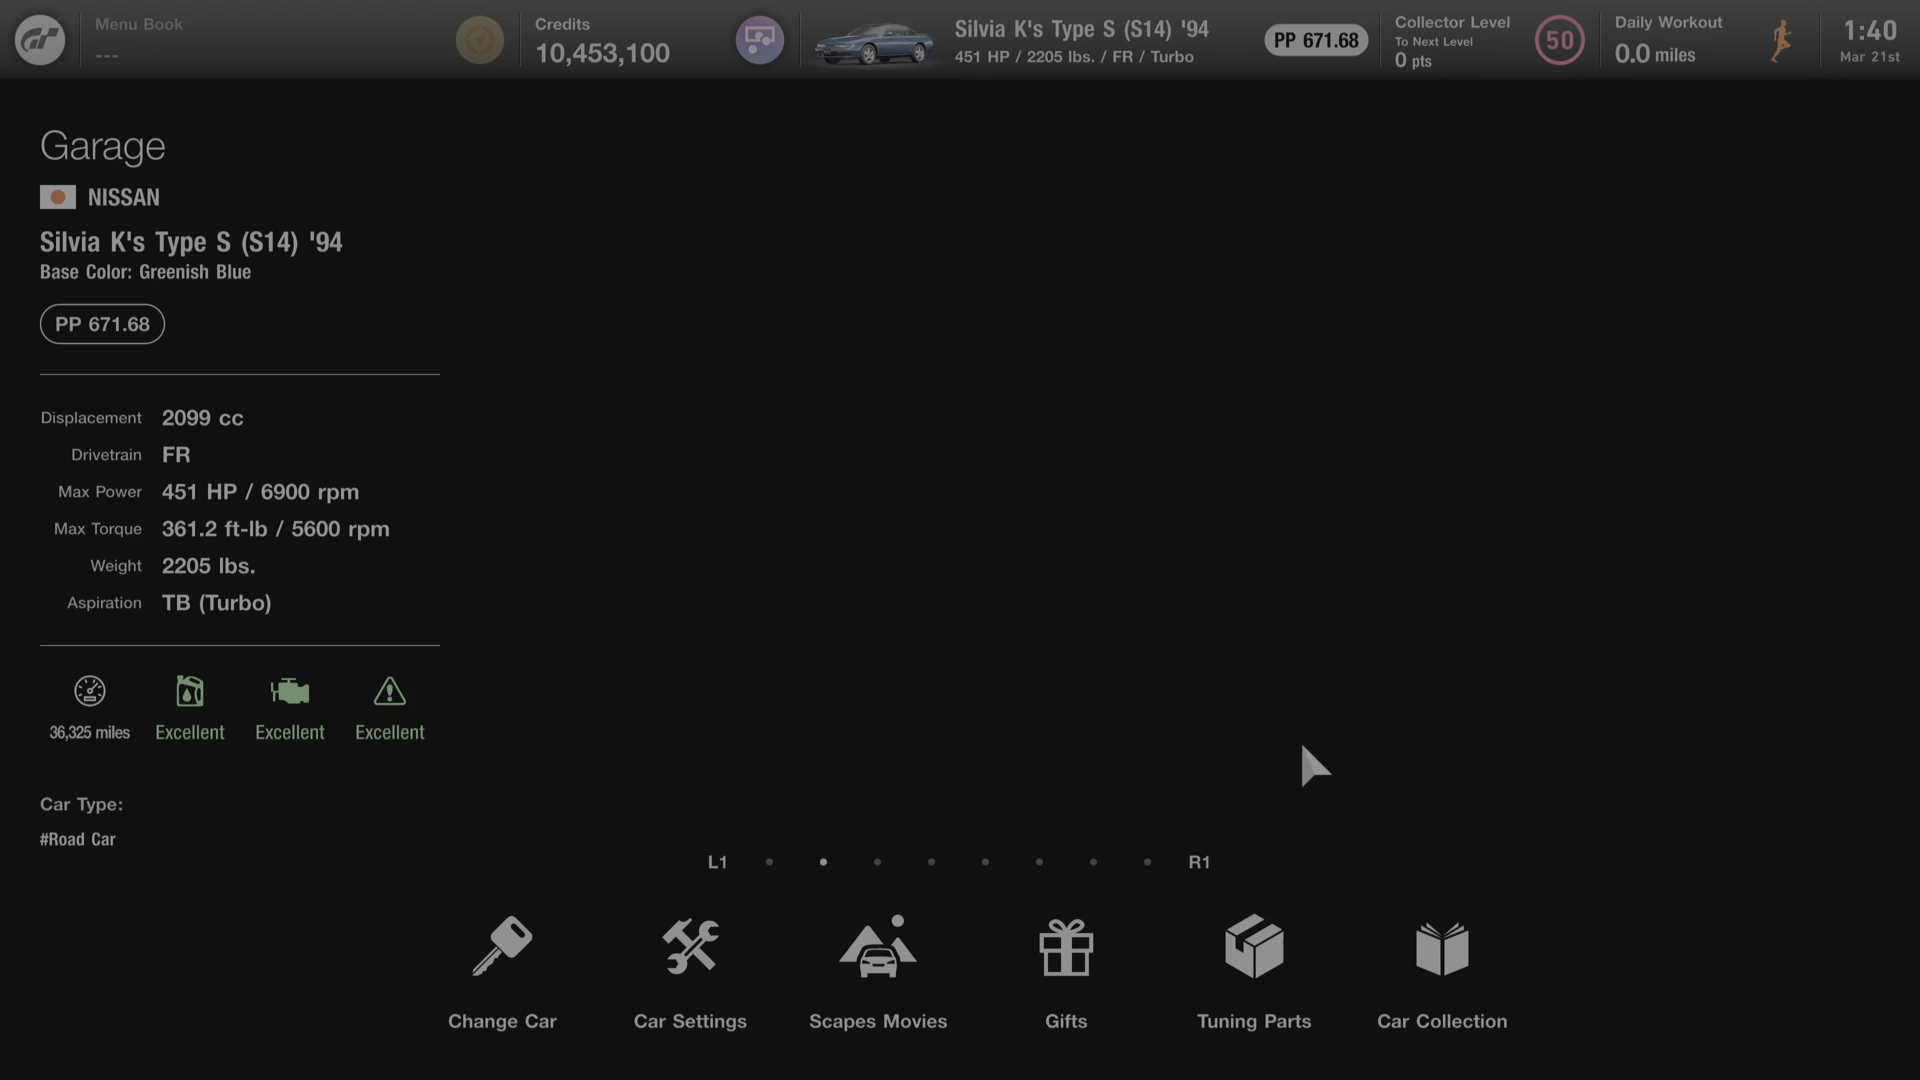 Menu Book
---
Credits
10,453,100
Silvia K's Type S (S14) '94
451 HP / 2205 lbs. / FR / Turbo
PP 671.68
Collector Level
To Next Level
0 pts
50
Daily Workout
0.0 miles
1:40
Mar 21st
Garage
NISSAN
Silvia K's Type S (S14) '94
Base Color: Greenish Blue
PP 671.68
Displacement 2099 cc
Drivetrain FR
Max Power 451 HP / 6900 rpm
Max Torque 361.2 ft-lb / 5600 rpm
Weight 2205 lbs.
Aspiration TB (Turbo)
36,325 miles Excellent Excellent Excellent
Car Type:
#Road Car
L1 R1
Change Car Car Settings Scapes Movies Gifts Tuning Parts Car Collection